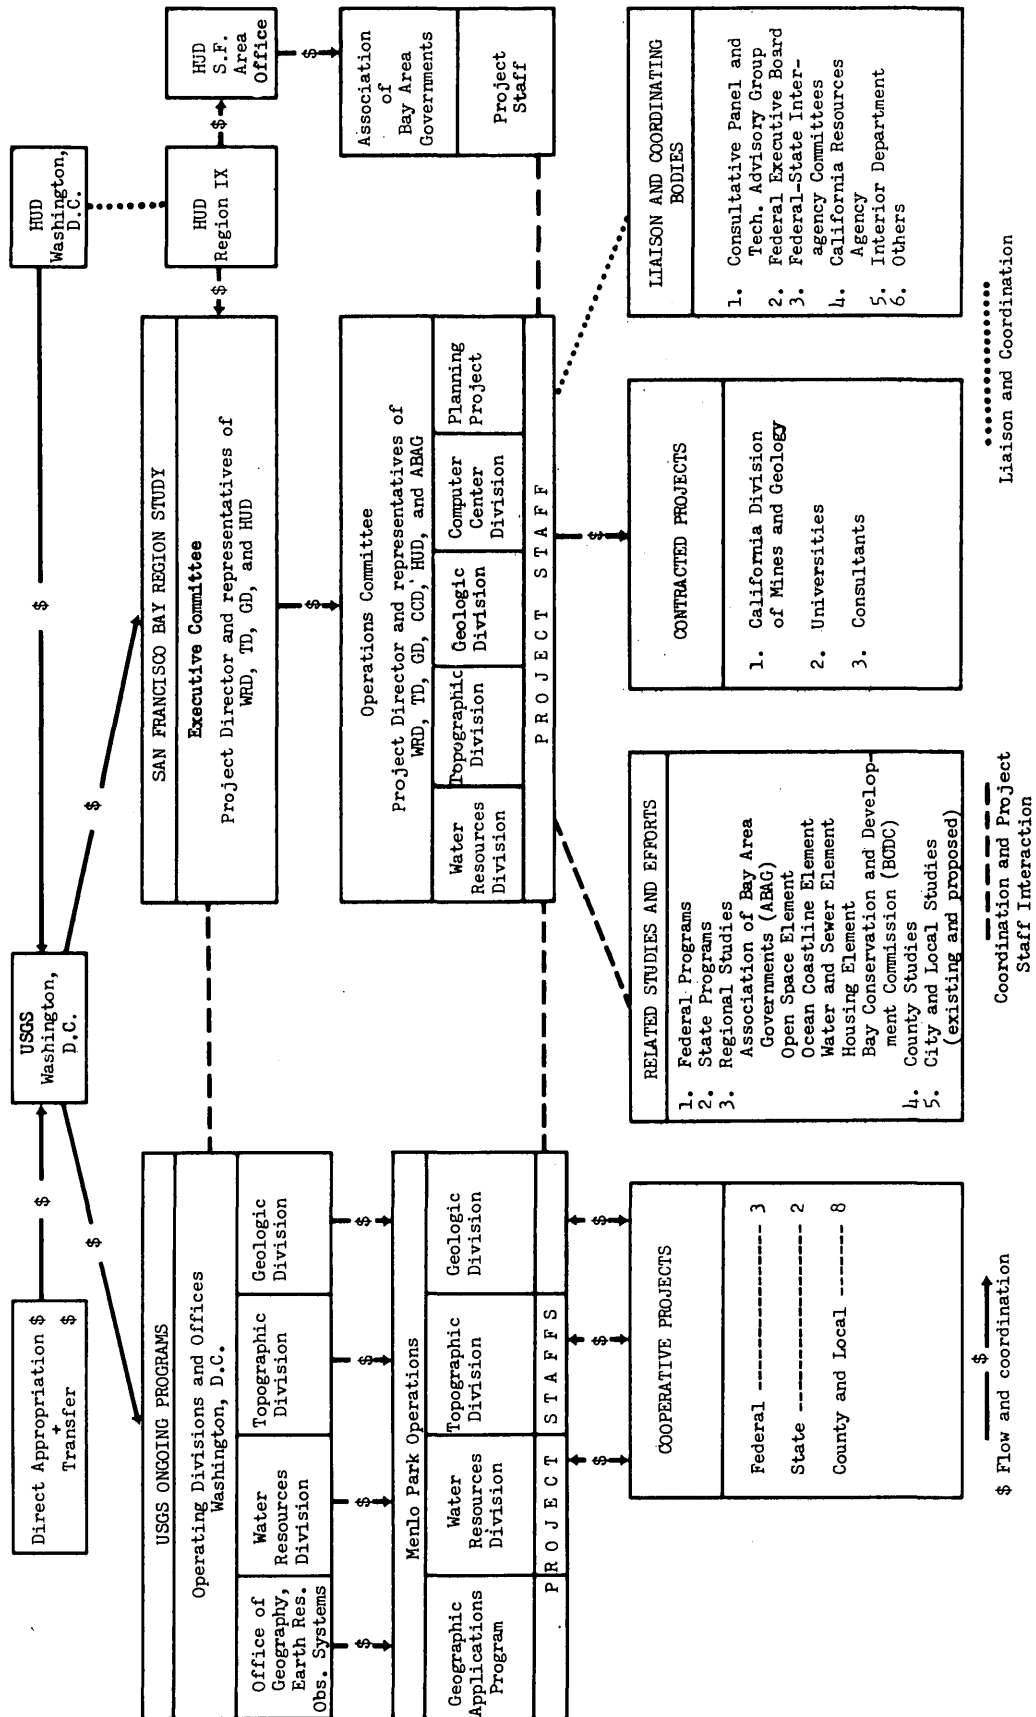 Direct Appropriation $
+
Transfer $
$
USGS
Washington,
D.C.
$
HUD
Washington,
D.C.
$
$
USGS ONGOING PROGRAMS
Operating Divisions and Offices
Washington, D.C.
Office of
Geography,
Earth Res.
Obs. Systems
Water
Resources
Division
Topographic
Division
Geologic
Division
$
$
$
$
Menlo Park Operations
Geographic
Applications
Program
Water
Resources
Division
Topographic
Division
Geologic
Division
PROJECT STAFFS
$
$
$
COOPERATIVE PROJECTS
Federal ---------------- 3
State ------------------ 2
County and Local ------- 8
SAN FRANCISCO BAY REGION STUDY
Executive Committee
Project Director and representatives of
WRD, TD, GD, and HUD
$
Operations Committee
Project Director and representatives of
WRD, TD, GD, CCD, HUD, and ABAG
Water
Resources
Division
Topographic
Division
Geologic
Division
Computer
Center
Division
Planning
Project
PROJECT STAFF
$
HUD
Region IX
$
$
HUD
S.F.
Area
Office
$
Association
of
Bay Area
Governments
Project
Staff
RELATED STUDIES AND EFFORTS
1. Federal Programs
2. State Programs
3. Regional Studies
Association of Bay Area
Governments (ABAG)
Open Space Element
Ocean Coastline Element
Water and Sewer Element
Housing Element
Bay Conservation and Develop-
ment Commission (BCDC)
4. County Studies
5. City and Local Studies
(existing and proposed)
CONTRACTED PROJECTS
1. California Division
of Mines and Geology
2. Universities
3. Consultants
LIAISON AND COORDINATING
BODIES
1. Consultative Panel and
Tech. Advisory Group
2. Federal Executive Board
3. Federal-State Inter-
agency Committees
4. California Resources
Agency
5. Interior Department
6. Others
$
$ Flow and coordination
Coordination and Project
Staff Interaction
Liaison and Coordination